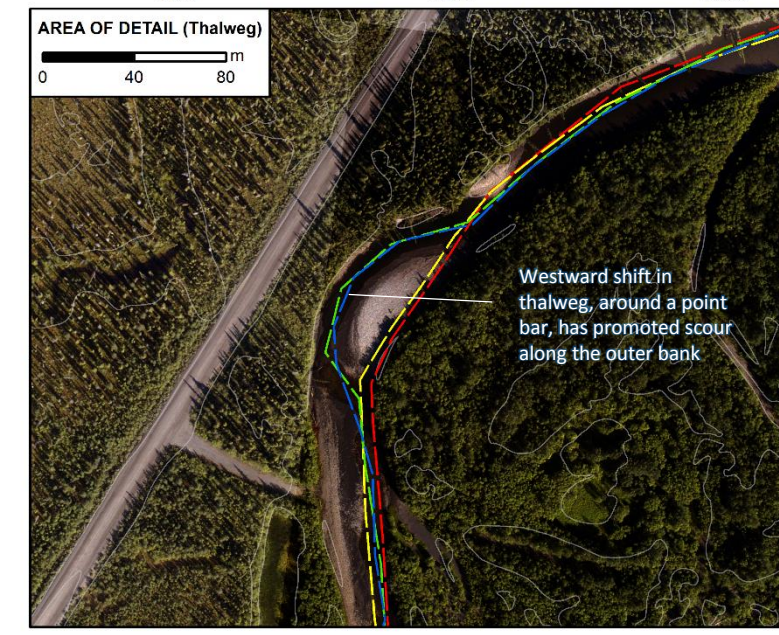 AREA OF DETAIL (Thalweg)
m
0 40 80
Westward shift in
thalweg, around a point
bar, has promoted scour
along the outer bank